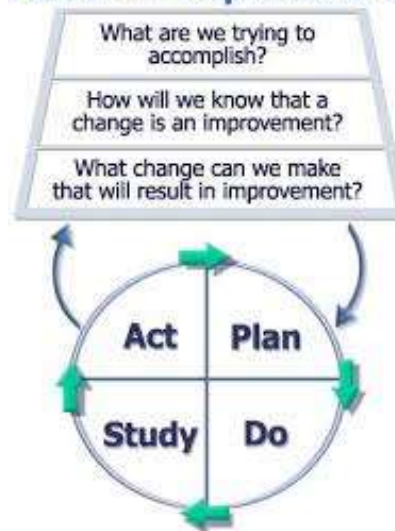 What are we trying to
accomplish?
How will we know that a
change is an improvement?
What change can we make
that will result in improvement?
Act
Plan
Study
Do